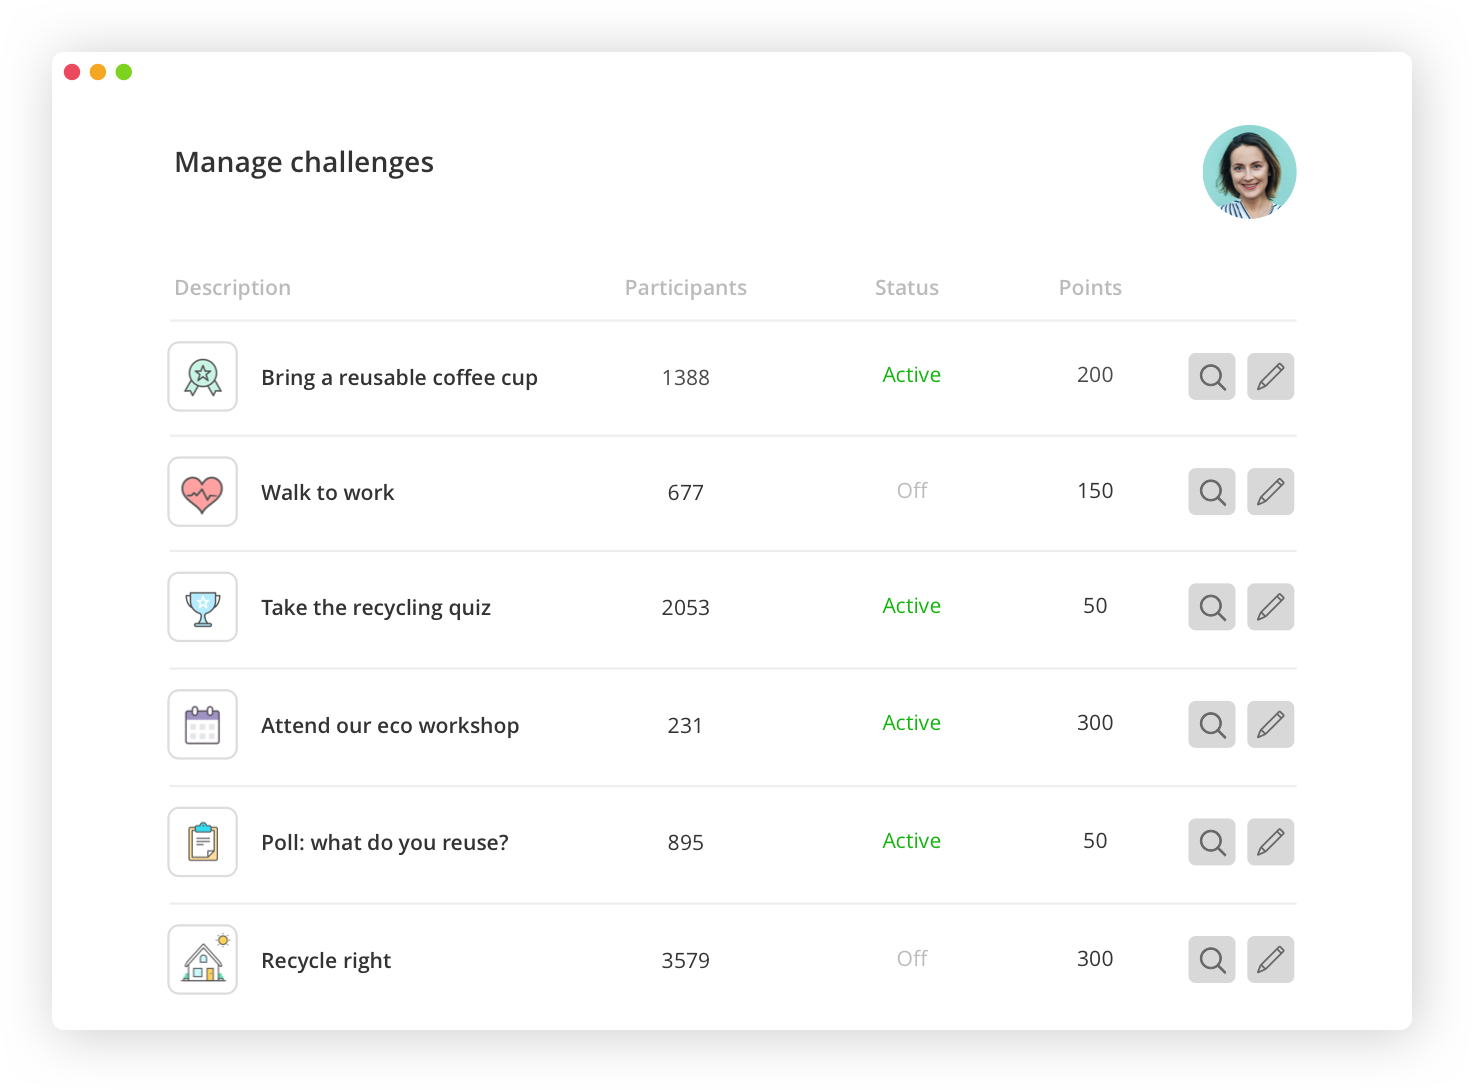 Manage challenges
Description Participants Status Points
Bring a reusable coffee cup 1388 Active 200
Walk to work 677 Off 150
Take the recycling quiz 2053 Active 50
Attend our eco workshop 231 Active 300
Poll: what do you reuse? 895 Active 50
Recycle right 3579 Off 300